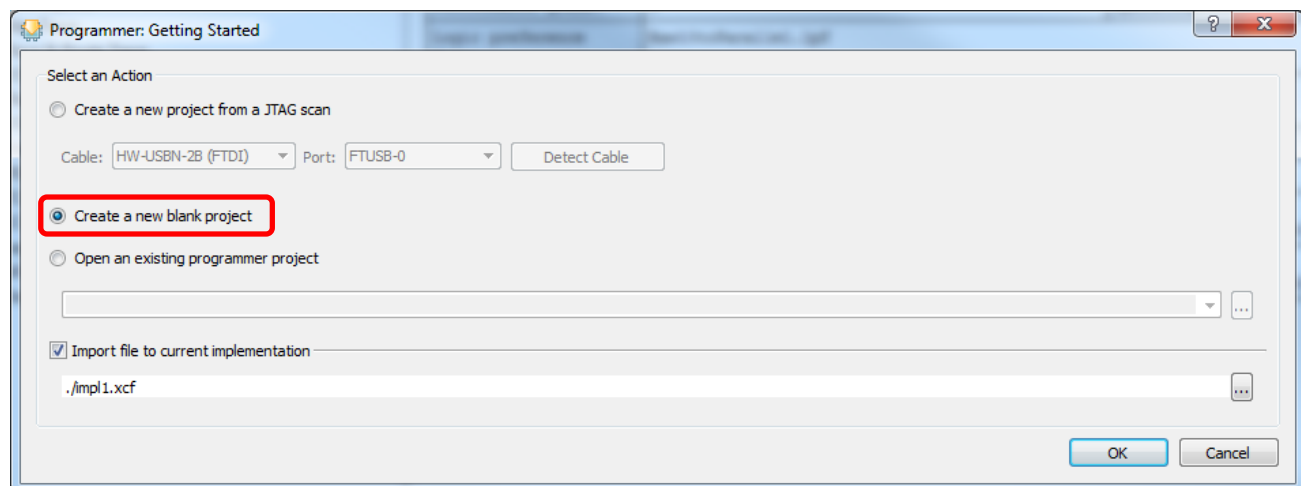 Programmer: Getting Started
Select an Action
Create a new project from a JTAG scan
Cable: HW-USBN-2B (FTDI) Port: FTUSB-0 Detect Cable
Create a new blank project
Open an existing programmer project
...
Import file to current implementation
./impl1.xcf ...
OK Cancel